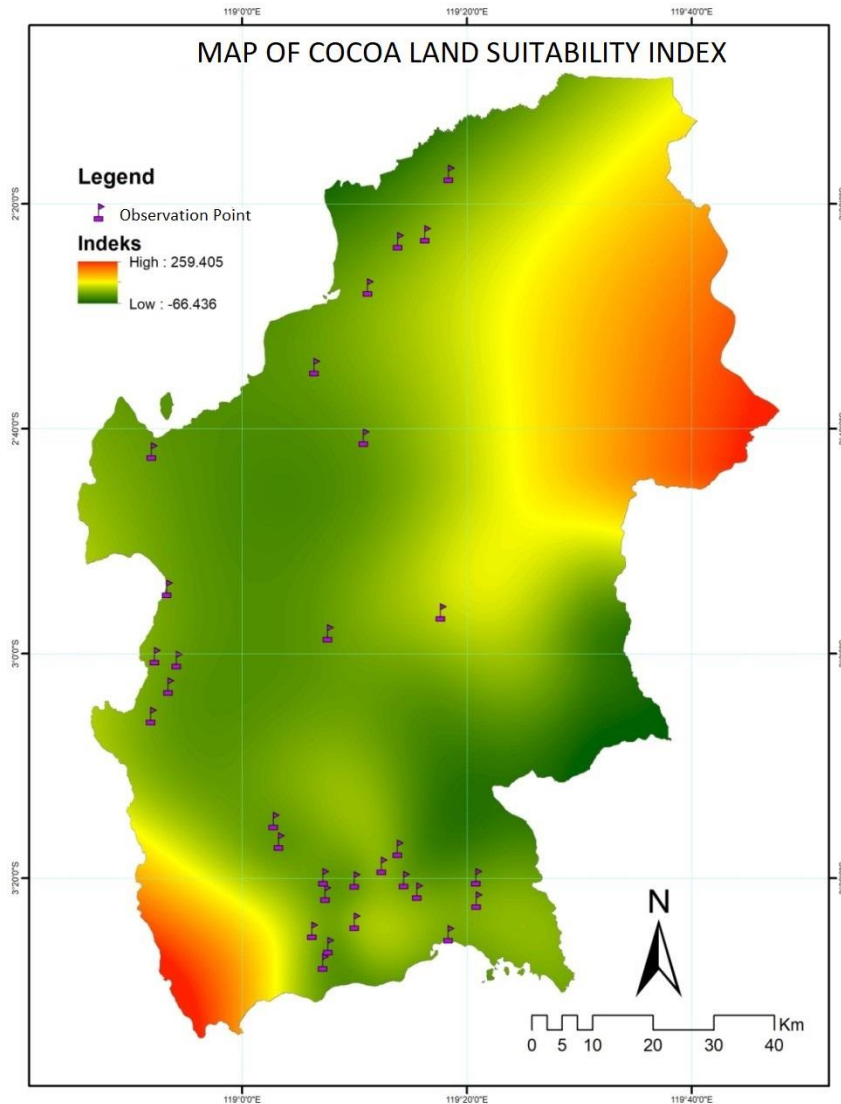 119°0'0"E 119°20'0"E 119°40'0"E
MAP OF COCOA LAND SUITABILITY INDEX
Legend
Observation Point
Indeks
High : 259.405
Low : -66.436
2°20'0"S
2°40'0"S
3°0'0"S
3°20'0"S
N
Km
0 5 10 20 30 40
119°0'0"E 119°20'0"E 119°40'0"E